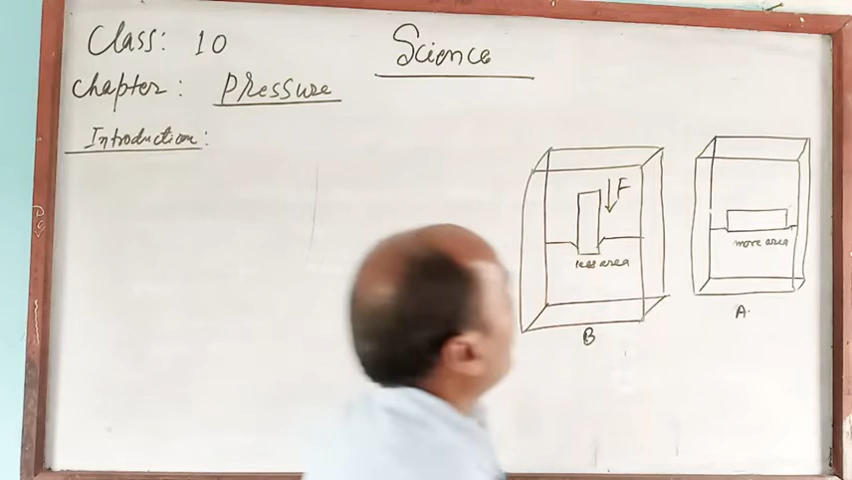 Class: 10
Science
Chapter: Pressure
Introduction:
F
less area
more area
B
A.